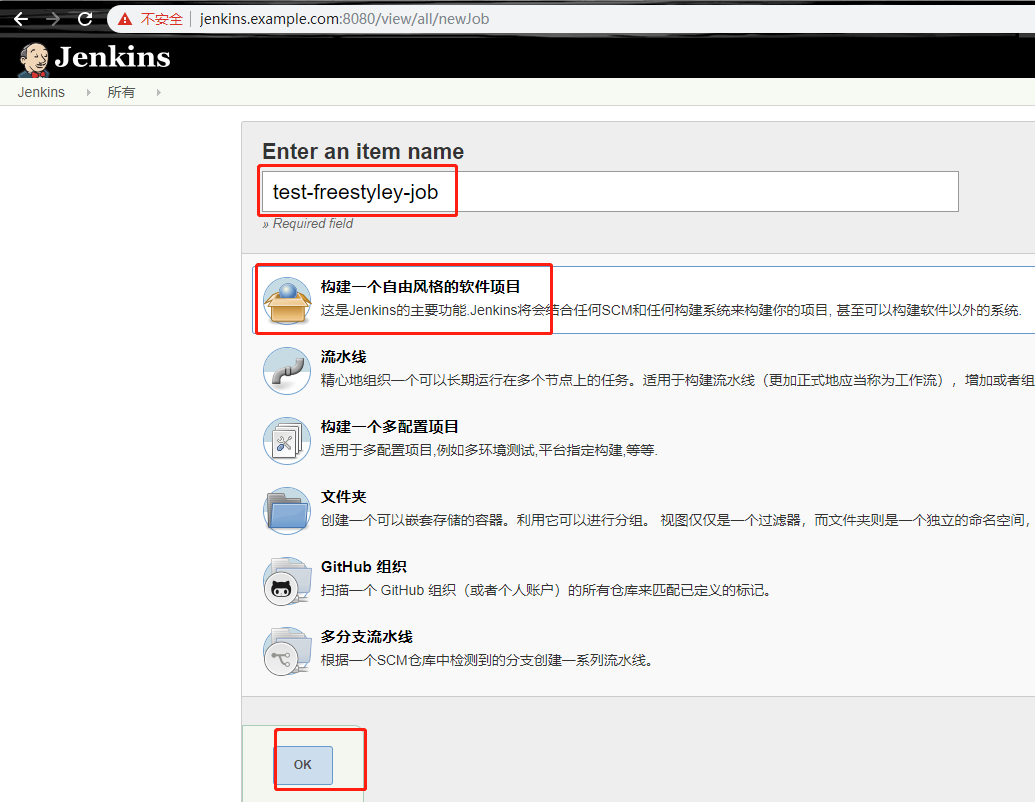 不安全 jenkins.example.com:8080/view/all/newJob
Jenkins
Jenkins 所有
Enter an item name
test-freestyley-job
» Required field
构建一个自由风格的软件项目
这是Jenkins的主要功能.Jenkins将会结合任何SCM和任何构建系统来构建你的项目, 甚至可以构建软件以外的系统.
流水线
精心地组织一个可以长期运行在多个节点上的任务。适用于构建流水线（更加正式地应当称为工作流），增加或者组
构建一个多配置项目
适用于多配置项目,例如多环境测试,平台指定构建,等等.
文件夹
创建一个可以嵌套存储的容器。利用它可以进行分组。 视图仅仅是一个过滤器，而文件夹则是一个独立的命名空间，
GitHub 组织
扫描一个 GitHub 组织（或者个人账户）的所有仓库来匹配已定义的标记。
多分支流水线
根据一个SCM仓库中检测到的分支创建一系列流水线。
OK